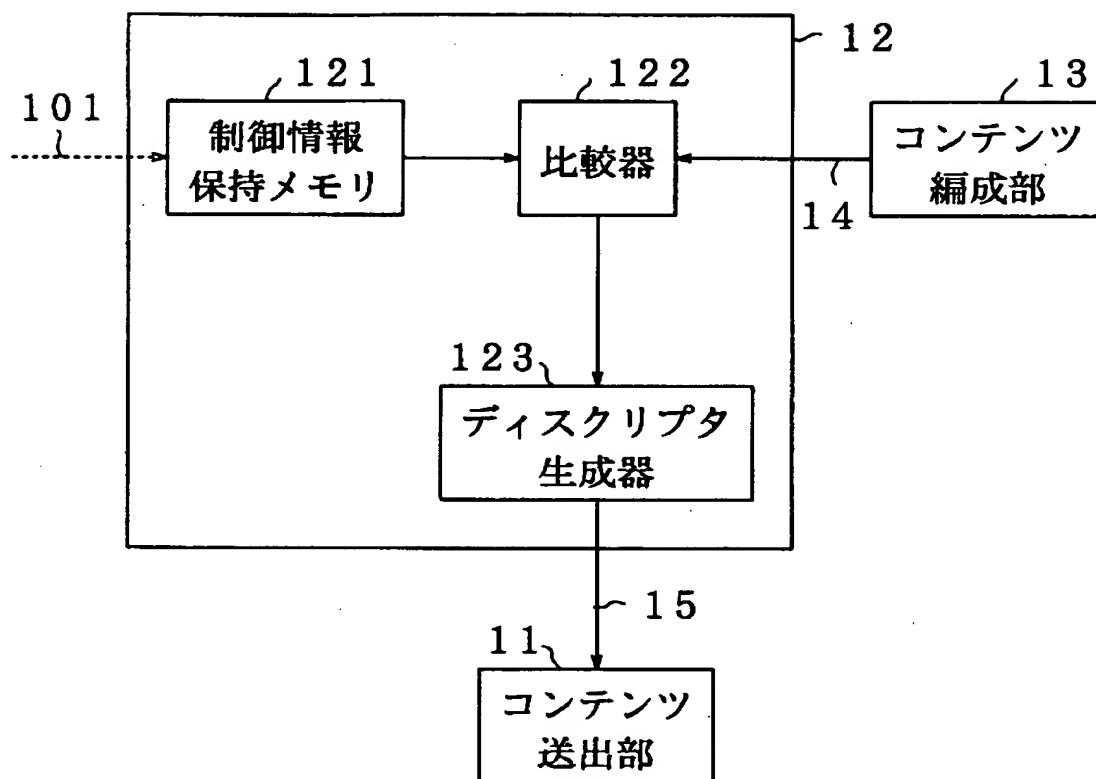 12
121
122
13
101
制御情報
保持メモリ
比較器
コンテンツ
編成部
14
123
ディスクリプタ
生成器
15
11
コンテンツ
送出部